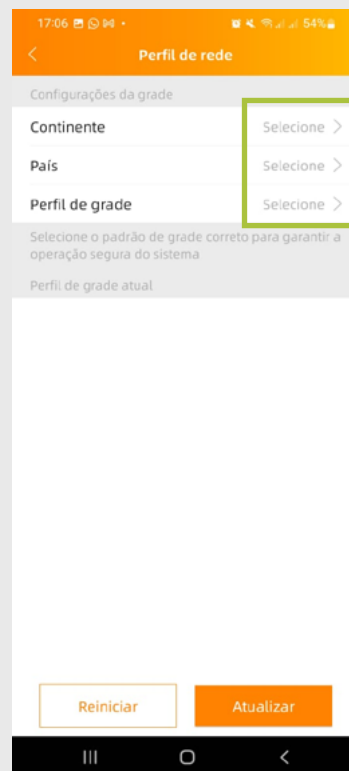 17:06 54%
Perfil de rede
Configurações da grade
Continente Selecione
País Selecione
Perfil de grade Selecione
Selecione o padrão de grade correto para garantir a
operação segura do sistema
Perfil de grade atual
Reiniciar Atualizar